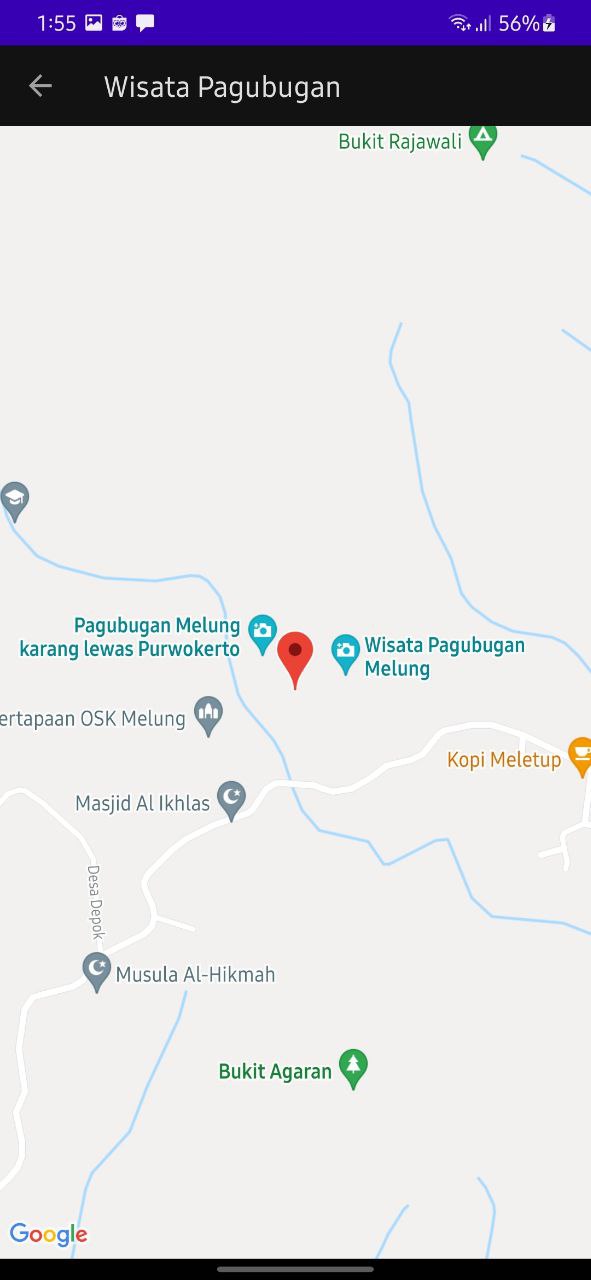 1:55
56%
Wisata Pagubugan
Bukit Rajawali
Pagubugan Melung
karang lewas Purwokerto
Wisata Pagubugan
Melung
ertapaan OSK Melung
Kopi Meletup
Masjid Al Ikhlas
Desa Depok
Musula Al-Hikmah
Bukit Agaran
Google